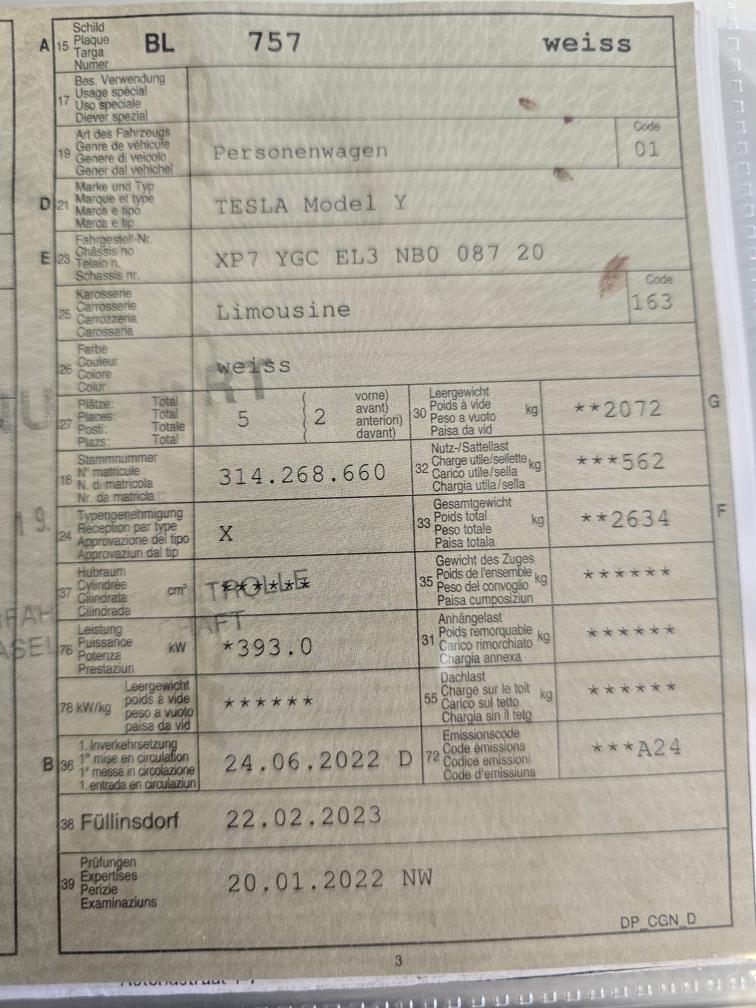 A 15 Schild Plaque Targa Numer BL 757 weiss
17 Bes. Verwendung Usage spécial Uso speciale Diever spezial
19 Art des Fahrzeugs Genre de véhicule Genere di veicolo Gener dal vehichel Personenwagen Code 01
D 21 Marke und Typ Marque et type Marca e tipo Marca e tip TESLA Model Y
E 23 Fahrgestell-Nr. Châssis no Telaio n. Schassis nr. XP7 YGC EL3 NB0 087 20
25 Karosserie Carrosserie Carrozzeria Carossaria Limousine Code 163
26 Farbe Couleur Colore Colur weiss
27 Plätze: Total Places: Total Posti: Totale Plazs: Total 5 2 vorne) avant) anteriori) davant)
30 Leergewicht Poids à vide Peso a vuoto Paisa da vid kg **2072 G
18 Stammnummer N° matricule N. di matricola Nr. da matricla 314.268.660
32 Nutz-/Sattellast Charge utile/sellette Carico utile/sella Chargia utila/sella kg ***562
24 Typengenehmigung Réception par type Approvazione del tipo Approvaziun dal tip X
33 Gesamtgewicht Poids total Peso totale Paisa totala kg **2634 F
37 Hubraum Cylindrée Cilindrata Cilindrada cm³ ******
35 Gewicht des Zuges Poids de l'ensemble Peso del convoglio Paisa cumposiziun kg ******
76 Leistung Puissance Potenza Prestaziun kW *393.0
31 Anhängelast Poids remorquable Carico rimorchiato Chargia annexa kg ******
78 kW/kg Leergewicht poids à vide peso a vuoto paisa da vid ******
55 Dachlast Charge sur le toit Carico sul tetto Chargia sin il tetg kg ******
B 36 1. Inverkehrsetzung 1re mise en circulation 1a messa in circolazione 1. entrada en circulaziun 24.06.2022 D
72 Emissionscode Code émissions Codice emissioni Code d'emissiuns ***A24
38 Füllinsdorf 22.02.2023
39 Prüfungen Expertises Perizie Examinaziuns 20.01.2022 NW
DP_CGN_D
3